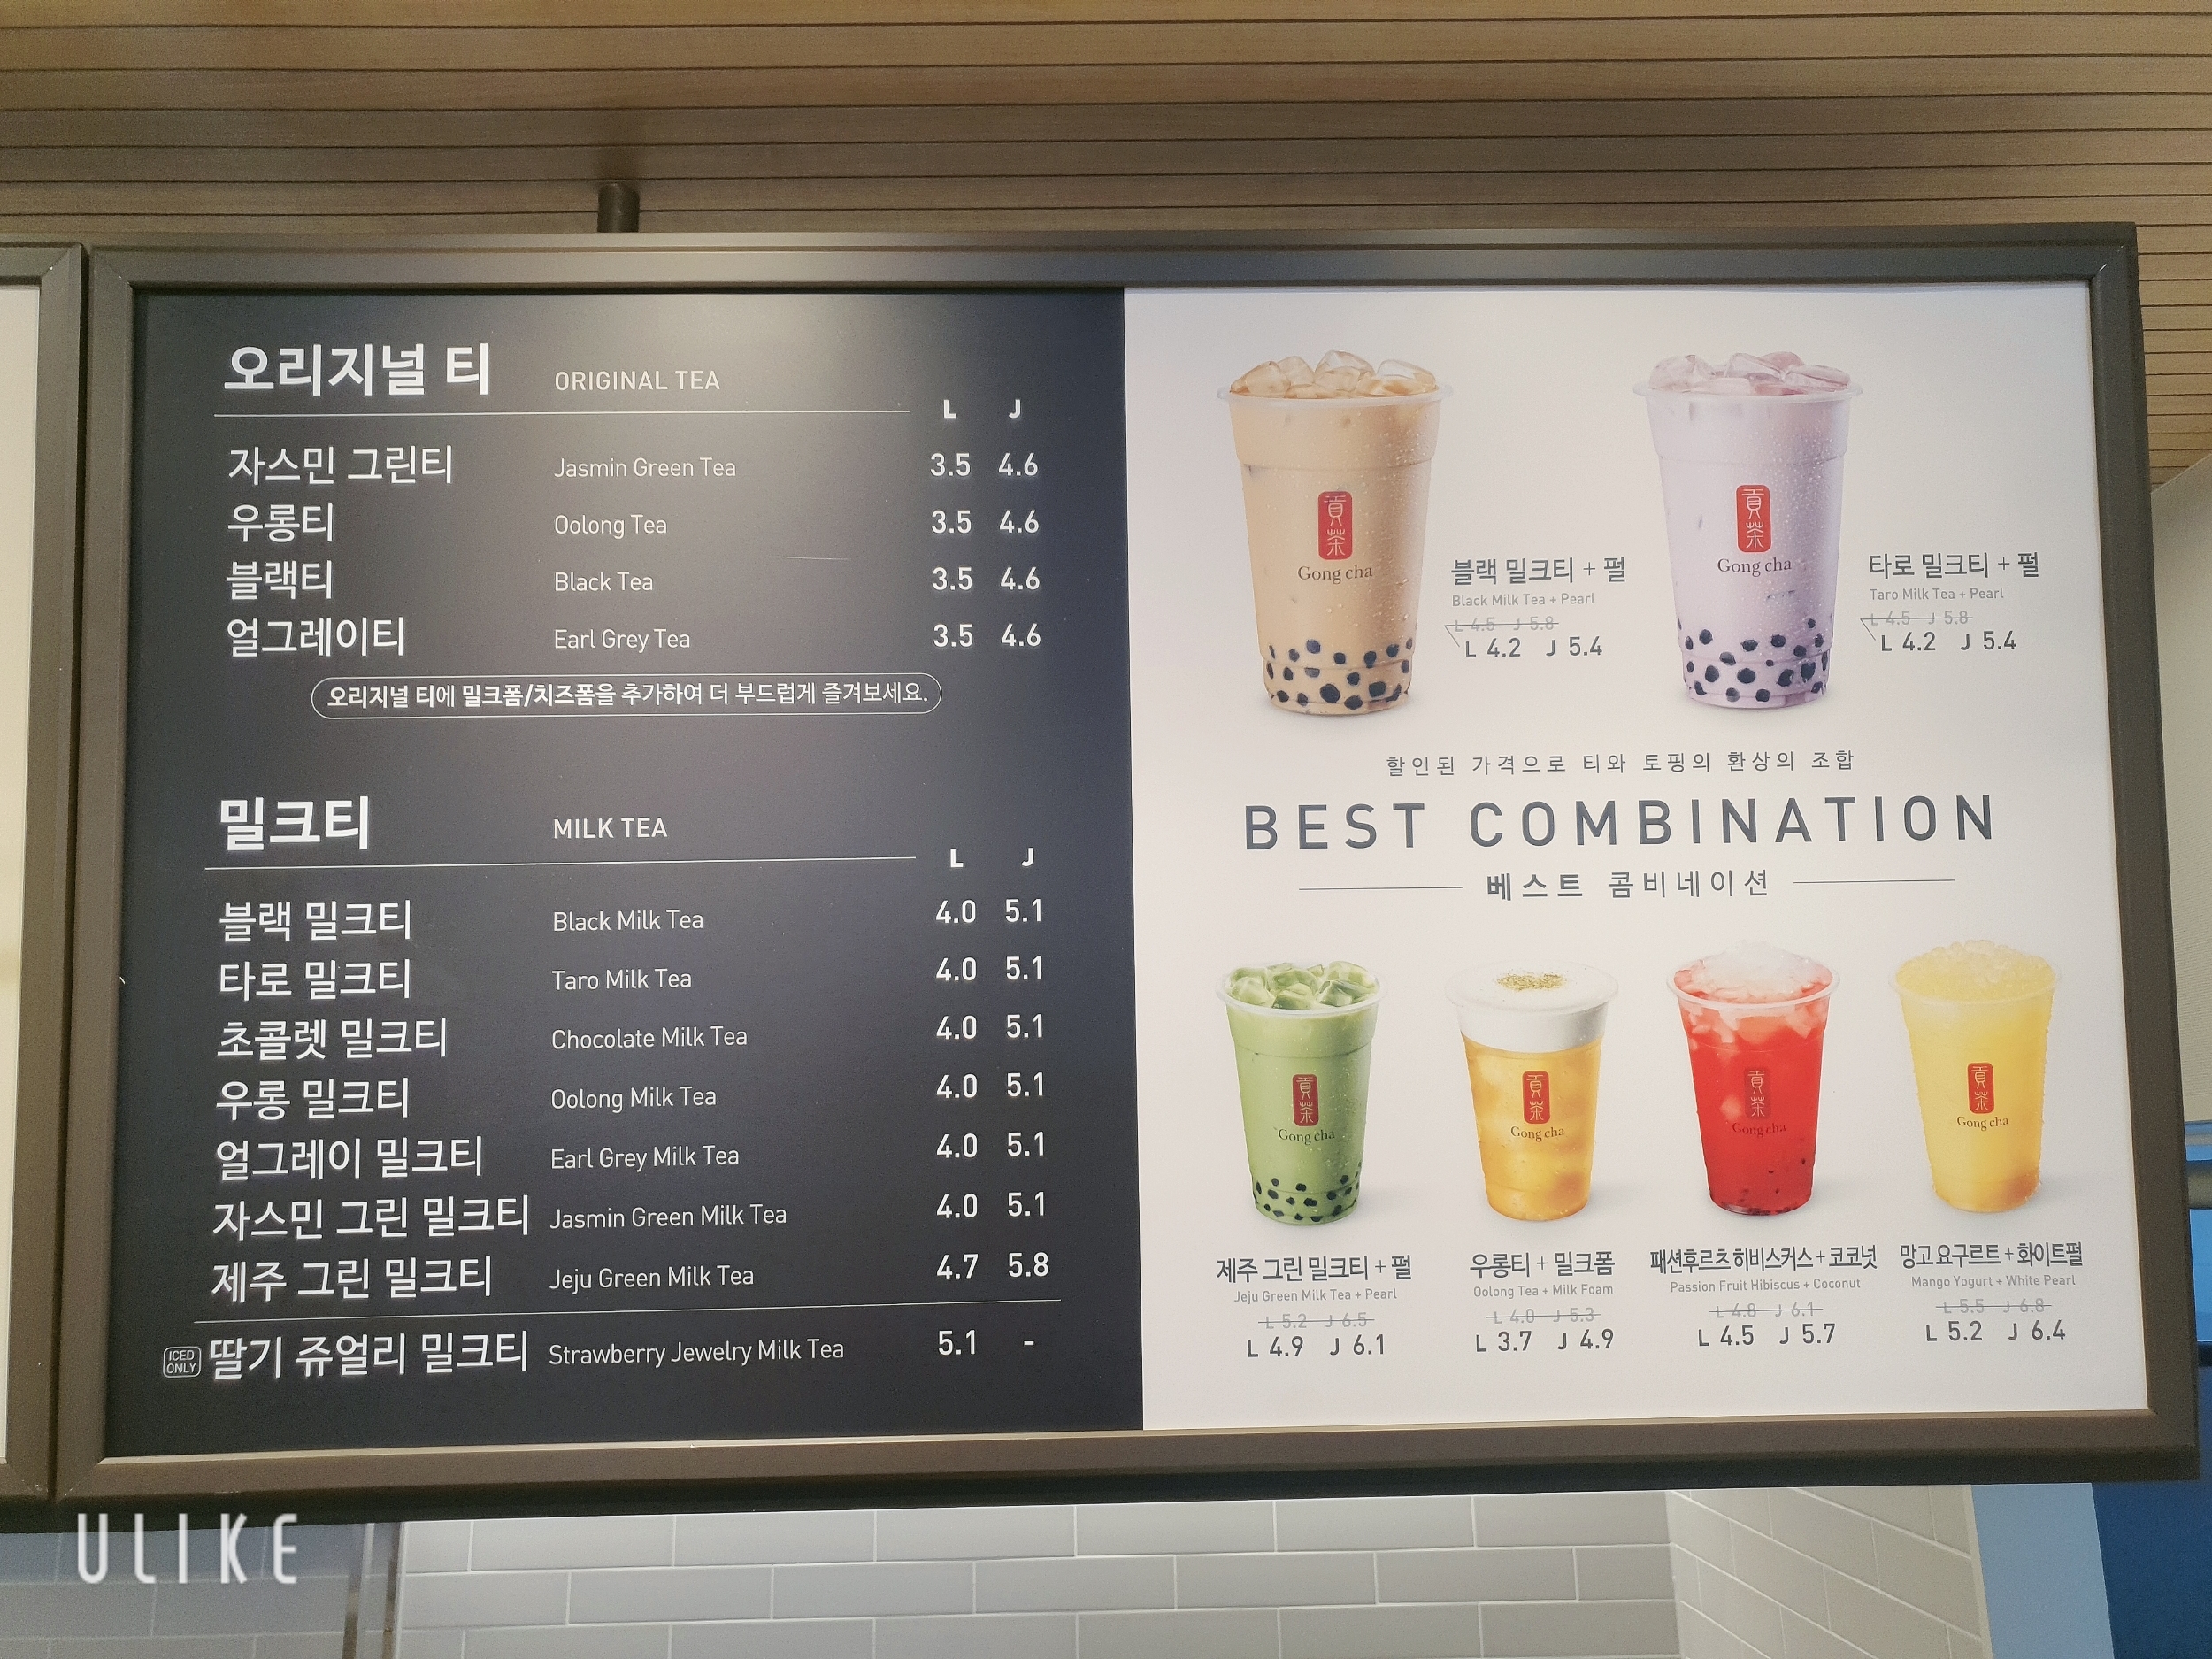 오리지널 티 ORIGINAL TEA
L J
자스민 그린티 Jasmin Green Tea 3.5 4.6
우롱티 Oolong Tea 3.5 4.6
블랙티 Black Tea 3.5 4.6
얼그레이티 Earl Grey Tea 3.5 4.6
오리지널 티에 밀크폼/치즈폼을 추가하여 더 부드럽게 즐겨보세요.
밀크티 MILK TEA
L J
블랙 밀크티 Black Milk Tea 4.0 5.1
타로 밀크티 Taro Milk Tea 4.0 5.1
초콜렛 밀크티 Chocolate Milk Tea 4.0 5.1
우롱 밀크티 Oolong Milk Tea 4.0 5.1
얼그레이 밀크티 Earl Grey Milk Tea 4.0 5.1
자스민 그린 밀크티 Jasmin Green Milk Tea 4.0 5.1
제주 그린 밀크티 Jeju Green Milk Tea 4.7 5.8
ICED ONLY 딸기 쥬얼리 밀크티 Strawberry Jewelry Milk Tea 5.1 -
貢茶
Gong cha
블랙 밀크티 + 펄
Black Milk Tea + Pearl
L 4.5 J 5.8
L 4.2 J 5.4
貢茶
Gong cha
타로 밀크티 + 펄
Taro Milk Tea + Pearl
L 4.5 J 5.8
L 4.2 J 5.4
할인된 가격으로 티와 토핑의 환상의 조합
BEST COMBINATION
베스트 콤비네이션
貢茶
Gong cha
제주 그린 밀크티 + 펄
Jeju Green Milk Tea + Pearl
L 5.2 J 6.5
L 4.9 J 6.1
貢茶
Gong cha
우롱티 + 밀크폼
Oolong Tea + Milk Foam
L 4.0 J 5.3
L 3.7 J 4.9
貢茶
Gong cha
패션후르츠 히비스커스 + 코코넛
Passion Fruit Hibiscus + Coconut
L 4.8 J 6.1
L 4.5 J 5.7
貢茶
Gong cha
망고 요구르트 + 화이트펄
Mango Yogurt + White Pearl
L 5.5 J 6.8
L 5.2 J 6.4
ULIKE